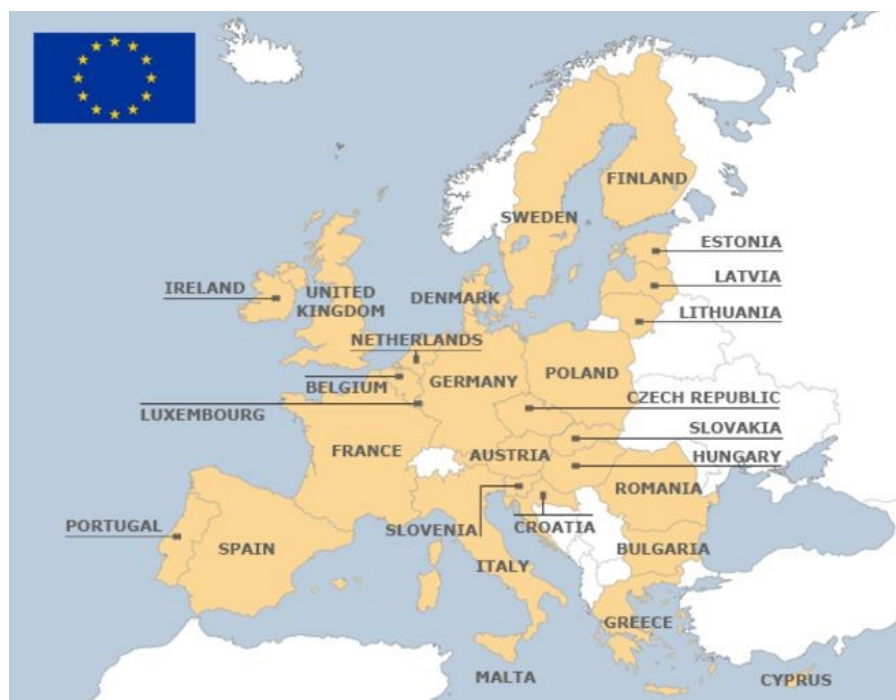 FINLAND
SWEDEN
ESTONIA
LATVIA
LITHUANIA
IRELAND
UNITED
KINGDOM
DENMARK
NETHERLANDS
BELGIUM
GERMANY
POLAND
LUXEMBOURG
CZECH REPUBLIC
SLOVAKIA
HUNGARY
FRANCE
AUSTRIA
ROMANIA
PORTUGAL
SPAIN
SLOVENIA
CROATIA
ITALY
BULGARIA
GREECE
MALTA
CYPRUS